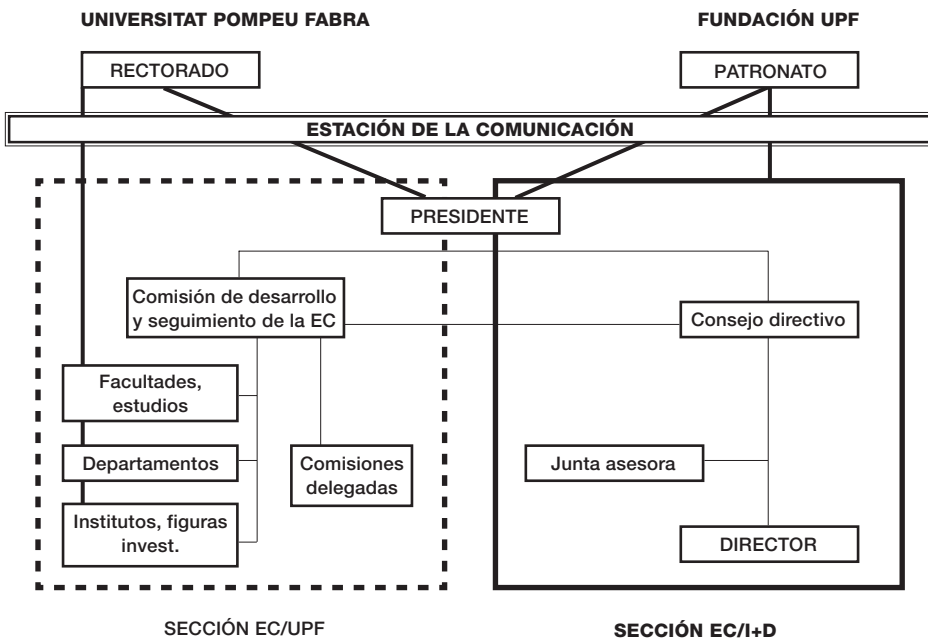 UNIVERSITAT POMPEU FABRA
FUNDACIÓN UPF
RECTORADO
PATRONATO
ESTACIÓN DE LA COMUNICACIÓN
PRESIDENTE
Comisión de desarrollo
y seguimiento de la EC
Consejo directivo
Facultades,
estudios
Departamentos
Comisiones
delegadas
Junta asesora
Institutos, figuras
invest.
DIRECTOR
SECCIÓN EC/UPF
SECCIÓN EC/I+D